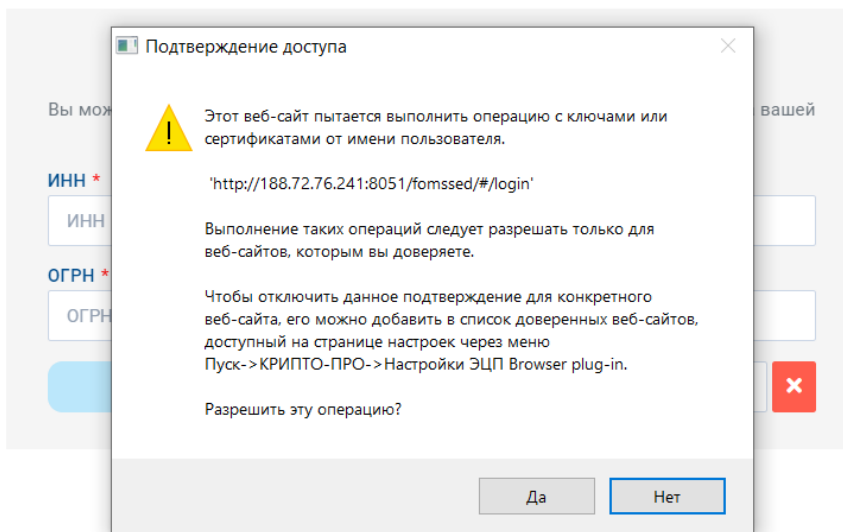 Подтверждение доступа
Вы мож
вашей
Этот веб-сайт пытается выполнить операцию с ключами или
сертификатами от имени пользователя.
'http://188.72.76.241:8051/fomssed/#/login'
ИНН *
ИНН
Выполнение таких операций следует разрешать только для
веб-сайтов, которым вы доверяете.
ОГРН *
ОГРН
Чтобы отключить данное подтверждение для конкретного
веб-сайта, его можно добавить в список доверенных веб-сайтов,
доступный на странице настроек через меню
Пуск->КРИПТО-ПРО->Настройки ЭЦП Browser plug-in.
Разрешить эту операцию?
Да
Нет